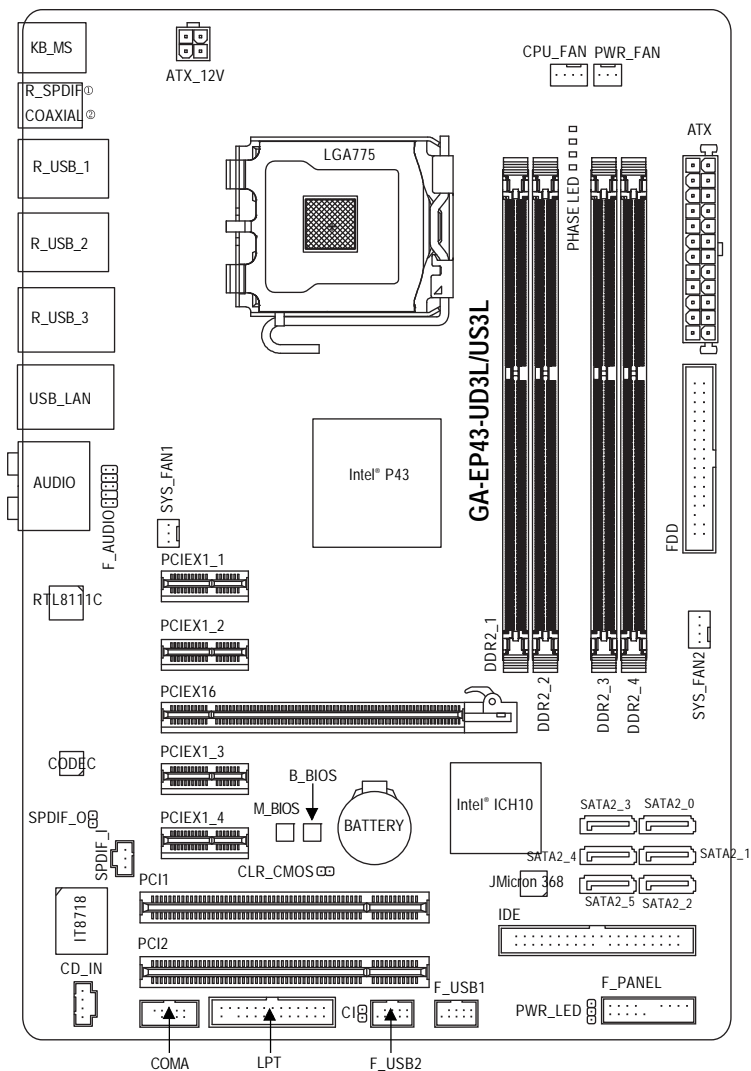 KB_MS
ATX_12V
CPU_FAN PWR_FAN
R_SPDIF①
COAXIAL②
LGA775
ATX
R_USB_1
PHASE LED
R_USB_2
R_USB_3
GA-EP43-UD3L/US3L
USB_LAN
AUDIO
F_AUDIO
SYS_FAN1
Intel® P43
FDD
PCIEX1_1
RTL8111C
PCIEX1_2
DDR2_1
DDR2_2
DDR2_3
DDR2_4
SYS_FAN2
PCIEX16
CODEC
PCIEX1_3
B_BIOS
M_BIOS
BATTERY
Intel® ICH10
SATA2_3 SATA2_0
SPDIF_O
SPDIF_I
PCIEX1_4
SATA2_4 SATA2_1
CLR_CMOS
JMicron 368
PCI1
SATA2_5 SATA2_2
IT8718
IDE
PCI2
CD_IN
F_USB1
F_PANEL
CI
PWR_LED
COMA
LPT
F_USB2